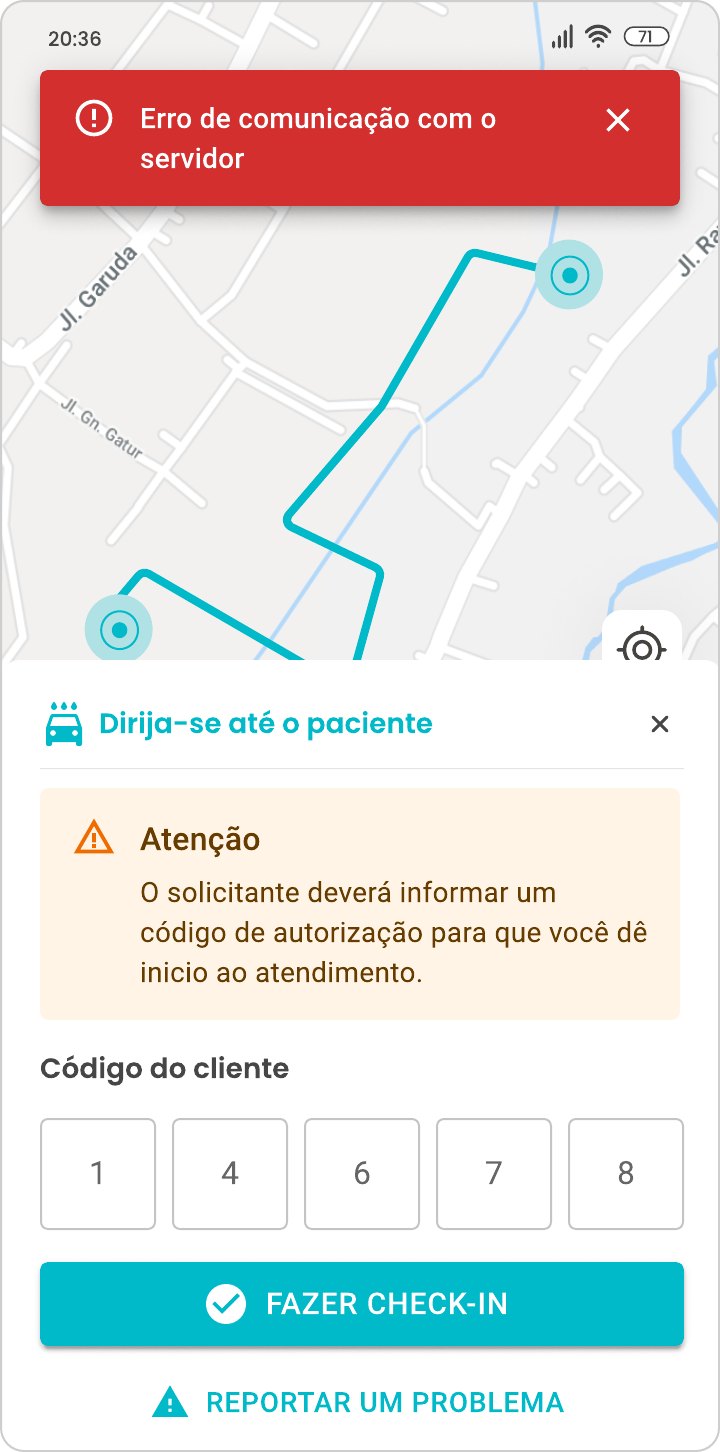 20:36
71
Erro de comunicação com o
servidor
Jl. Garuda
Jl. Gn. Gatur
Dirija-se até o paciente
Atenção
O solicitante deverá informar um
código de autorização para que você dê
inicio ao atendimento.
Código do cliente
1 4 6 7 8
FAZER CHECK-IN
REPORTAR UM PROBLEMA